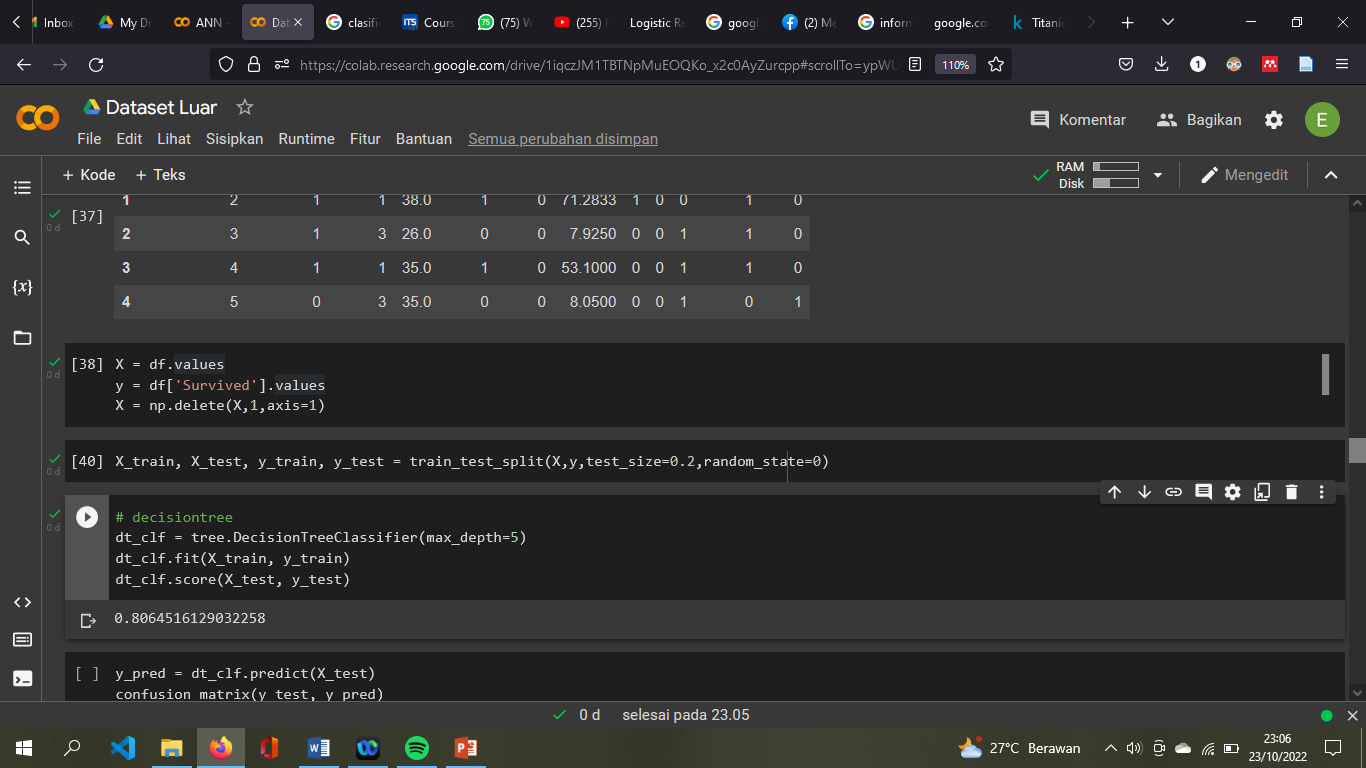 Inbox
My Dr
ANN -
Dat
clasifi
Cours
(75) W
(255)
Logistic Re
googl
(2) Me
inform
google.co
Titani
https://colab.research.google.com/drive/1iqczJM1TBTNpMuEOQKo_x2c0AyZurcpp#scrollTo=ypWU
110%
Dataset Luar
Komentar
Bagikan
E
File Edit Lihat Sisipkan Runtime Fitur Bantuan Semua perubahan disimpan
+ Kode + Teks
RAM
Disk
Mengedit
[37]
0 d
1 2 1 1 38.0 1 0 71.2833 1 0 0 1 0
2 3 1 3 26.0 0 0 7.9250 0 0 1 1 0
3 4 1 1 35.0 1 0 53.1000 0 0 1 1 0
4 5 0 3 35.0 0 0 8.0500 0 0 1 0 1
[38] X = df.values
0 d
y = df['Survived'].values
X = np.delete(X,1,axis=1)
[40] X_train, X_test, y_train, y_test = train_test_split(X,y,test_size=0.2,random_state=0)
0 d
# decisiontree
0 d
dt_clf = tree.DecisionTreeClassifier(max_depth=5)
dt_clf.fit(X_train, y_train)
dt_clf.score(X_test, y_test)
0.8064516129032258
[ ] y_pred = dt_clf.predict(X_test)
confusion_matrix(y_test, y_pred)
0 d selesai pada 23.05
27°C Berawan
23:06
23/10/2022